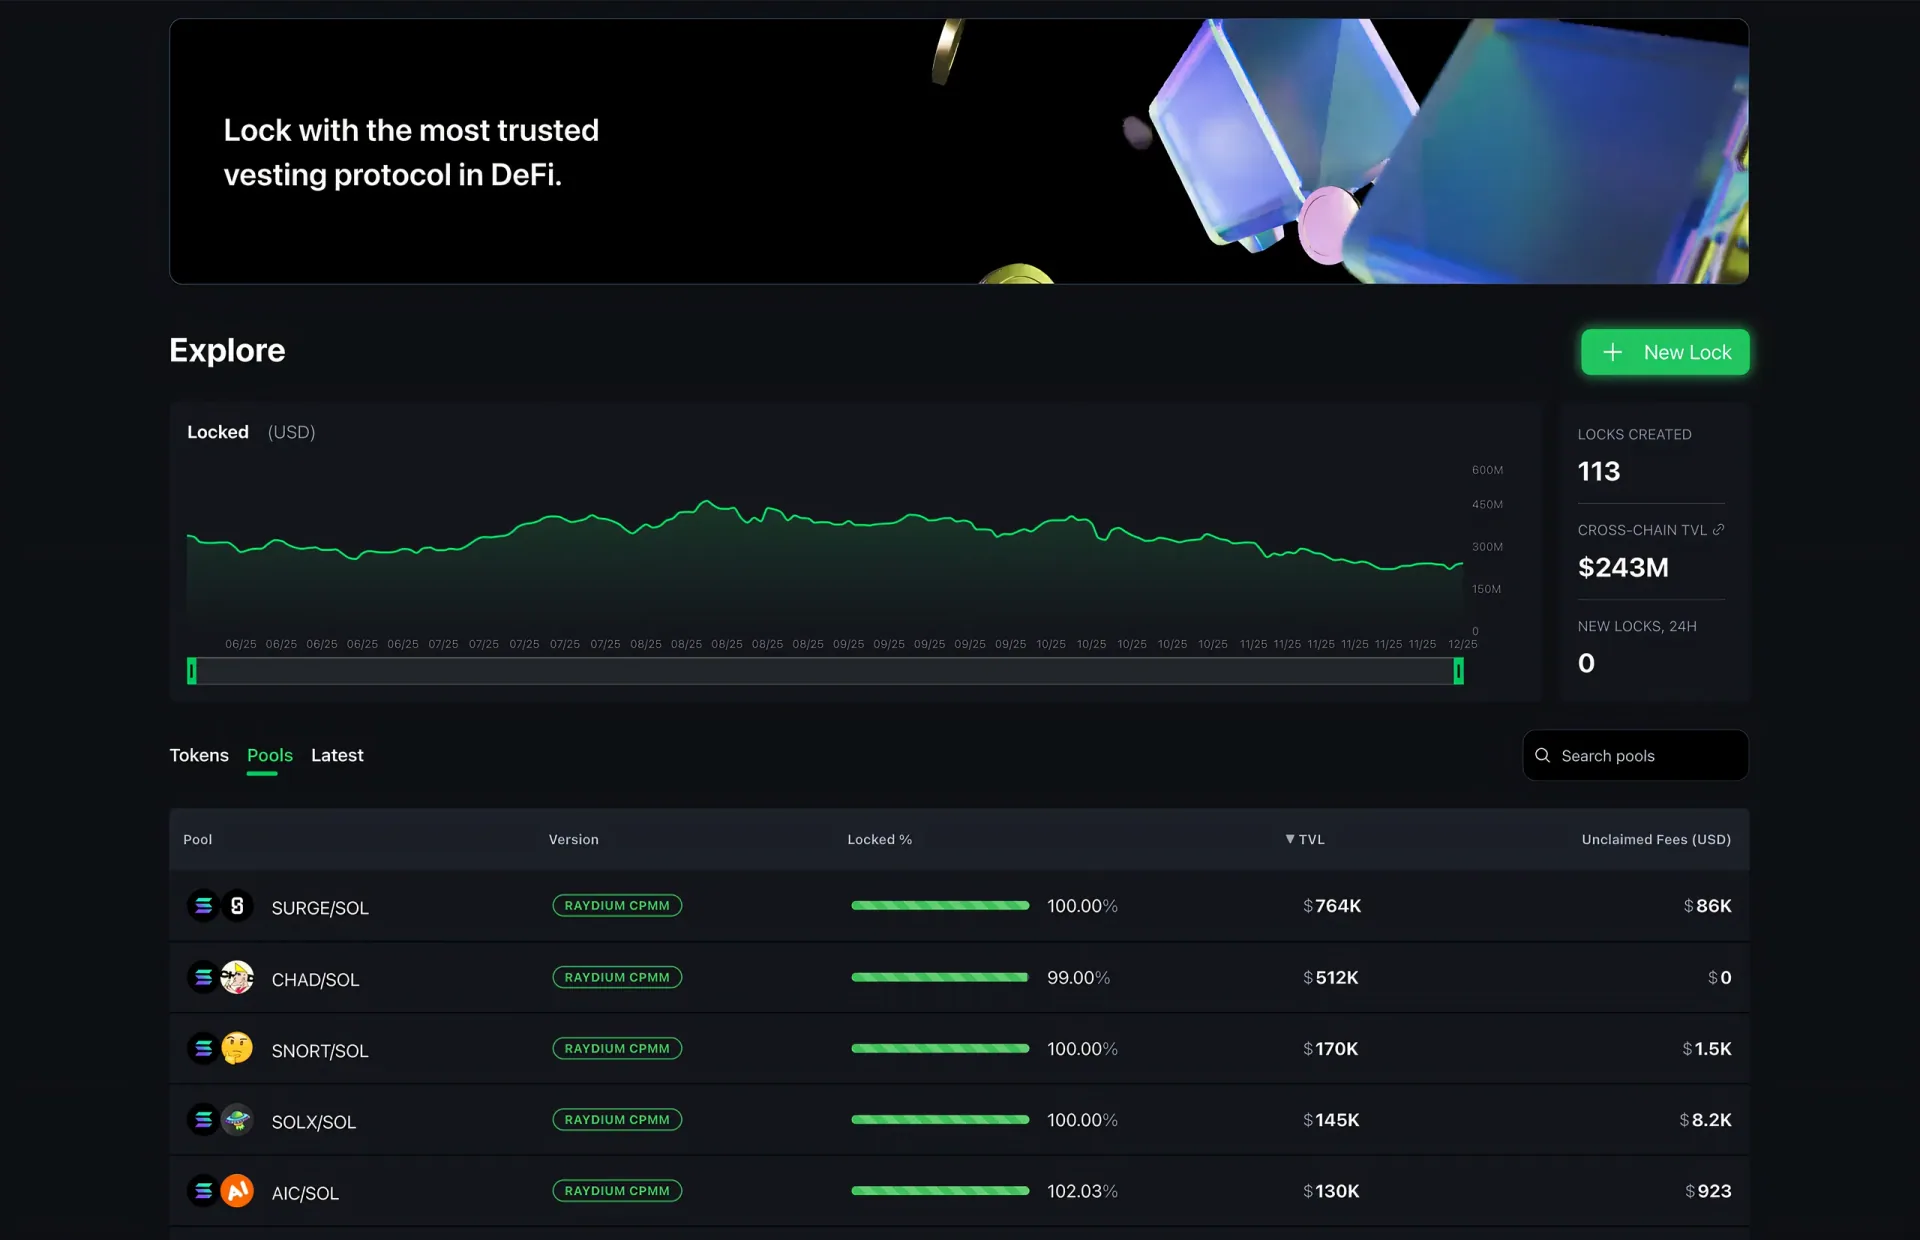 Lock with the most trusted
vesting protocol in DeFi.
Explore
+ New Lock
Locked (USD)
600M
450M
300M
150M
0
06/25 06/25 06/25 06/25 06/25 07/25 07/25 07/25 07/25 07/25 08/25 08/25 08/25 08/25 08/25 09/25 09/25 09/25 09/25 09/25 10/25 10/25 10/25 10/25 10/25 11/25 11/25 11/25 11/25 11/25 11/25 12/25
LOCKS CREATED
113
CROSS-CHAIN TVL
$243M
NEW LOCKS, 24H
0
Tokens Pools Latest
Search pools
Pool Version Locked % ▼ TVL Unclaimed Fees (USD)
SURGE/SOL RAYDIUM CPMM 100.00% $764K $86K
CHAD/SOL RAYDIUM CPMM 99.00% $512K $0
SNORT/SOL RAYDIUM CPMM 100.00% $170K $1.5K
SOLX/SOL RAYDIUM CPMM 100.00% $145K $8.2K
AI AIC/SOL RAYDIUM CPMM 102.03% $130K $923